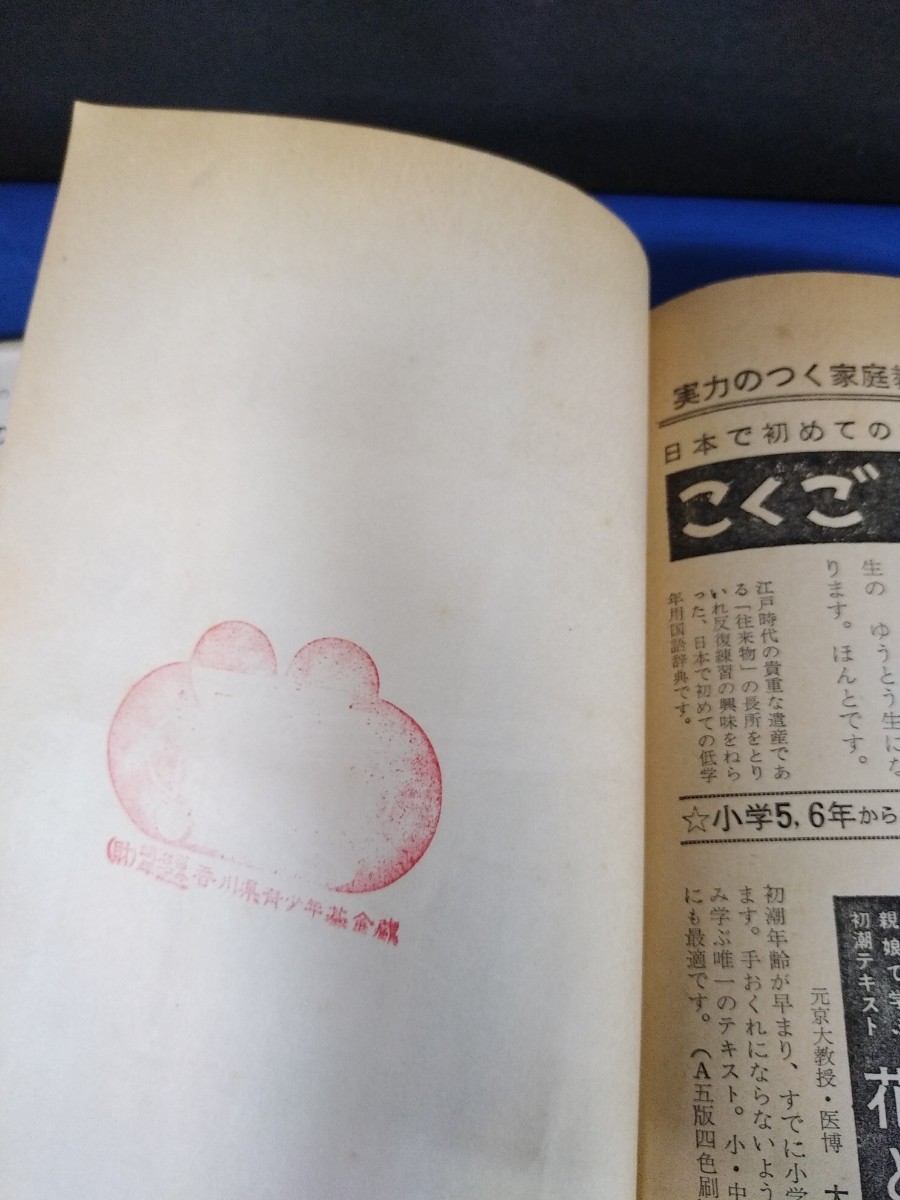 (財)
香川県青少年基金蔵
実力のつく家庭
日本で初めての
こくご
生の ゆうとう生にな
ります。ほんとです。
江戸時代の貴重な遺産であ
る「往来物」の長所をとり
いれ反復練習の興味をねら
った、日本で初めての低学
年用国語辞典です。
☆小学5,6年から
親娘で学
初潮テキスト
花
と
元京大教授・医博
初潮年齢が早まり、すでに小学
ます。手おくれにならないよう
み学ぶ唯一のテキスト。小・中
にも最適です。(A五版四色刷